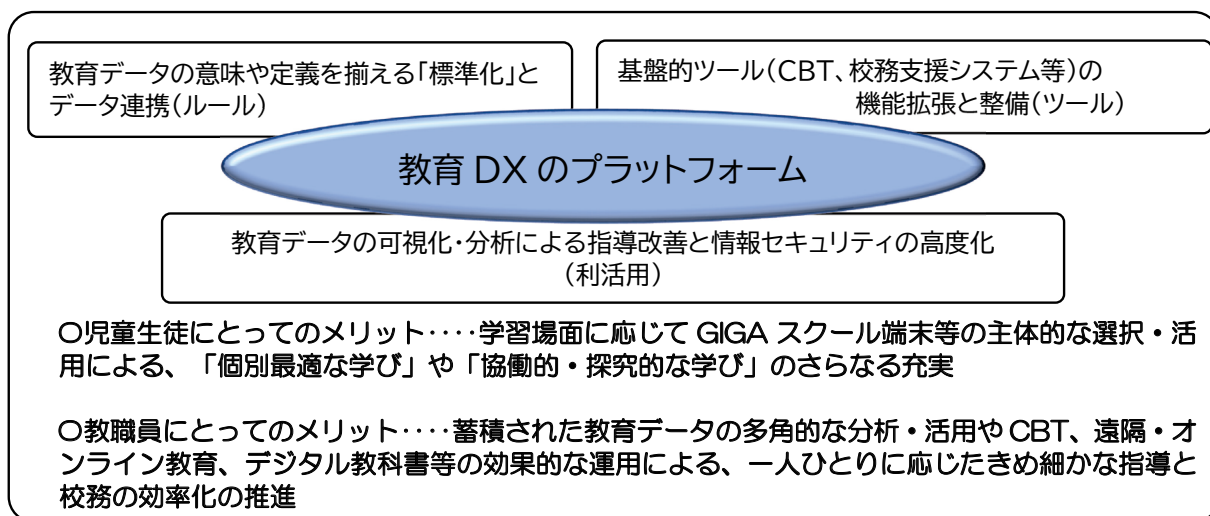 教育データの意味や定義を揃える「標準化」と
データ連携(ルール)
基盤的ツール(CBT、校務支援システム等)の
機能拡張と整備(ツール)
教育 DX のプラットフォーム
教育データの可視化・分析による指導改善と情報セキュリティの高度化
(利活用)
〇児童生徒にとってのメリット‥‥学習場面に応じて GIGA スクール端末等の主体的な選択・活
用による、「個別最適な学び」や「協働的・探究的な学び」のさらなる充実
〇教職員にとってのメリット‥‥蓄積された教育データの多角的な分析・活用や CBT、遠隔・オ
ンライン教育、デジタル教科書等の効果的な運用による、一人ひとりに応じたきめ細かな指導と
校務の効率化の推進